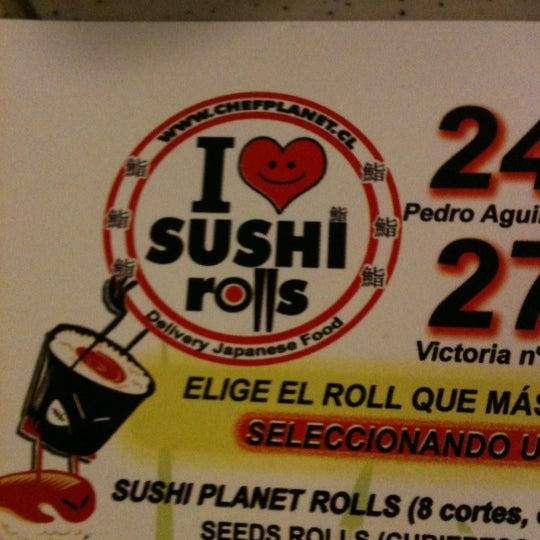 WWW.CHEFPLANET.CL
I
SUSHI
rolls
Delivery Japanese Food
鮨 鮨 鮨 鮨 鮨 鮨 鮨
24
Pedro Agui
27
Victoria nº
ELIGE EL ROLL QUE MÁS
SELECCIONANDO U
SUSHI PLANET ROLLS (8 cortes,
SEEDS ROLLS